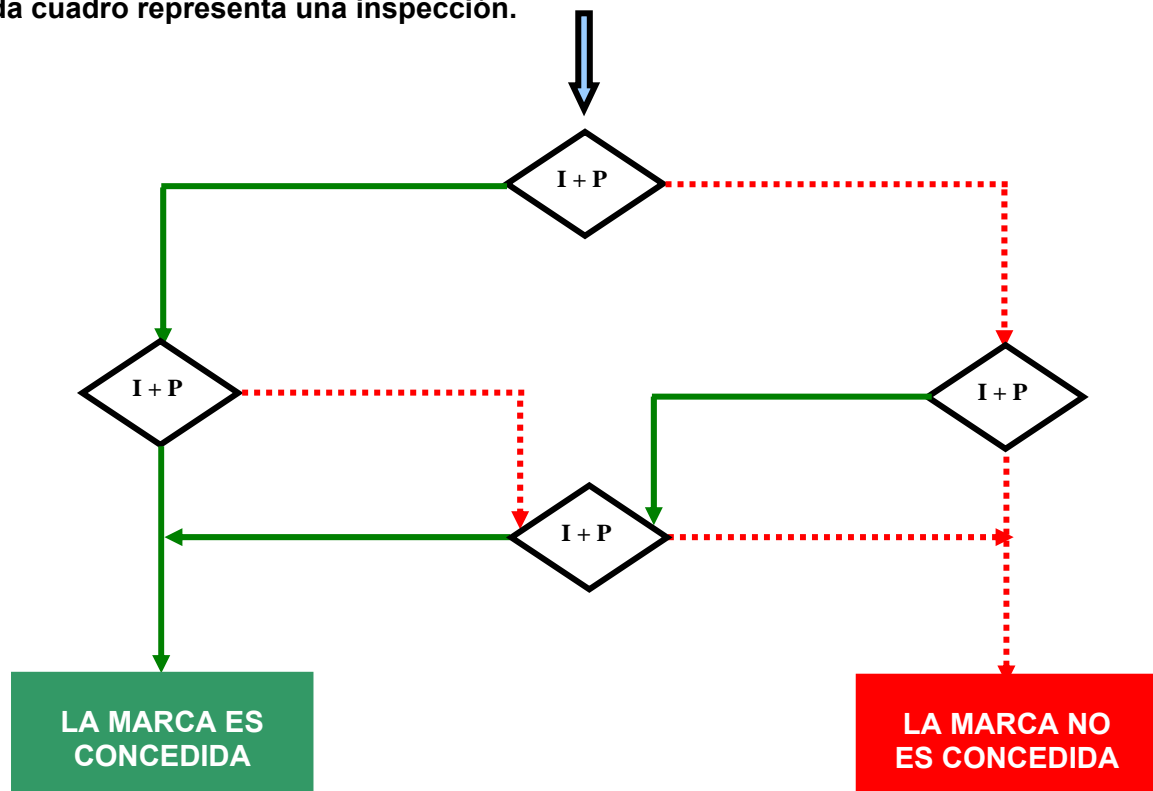 da cuadro representa una inspección.
I + P
I + P
I + P
I + P
LA MARCA ES
CONCEDIDA
LA MARCA NO
ES CONCEDIDA